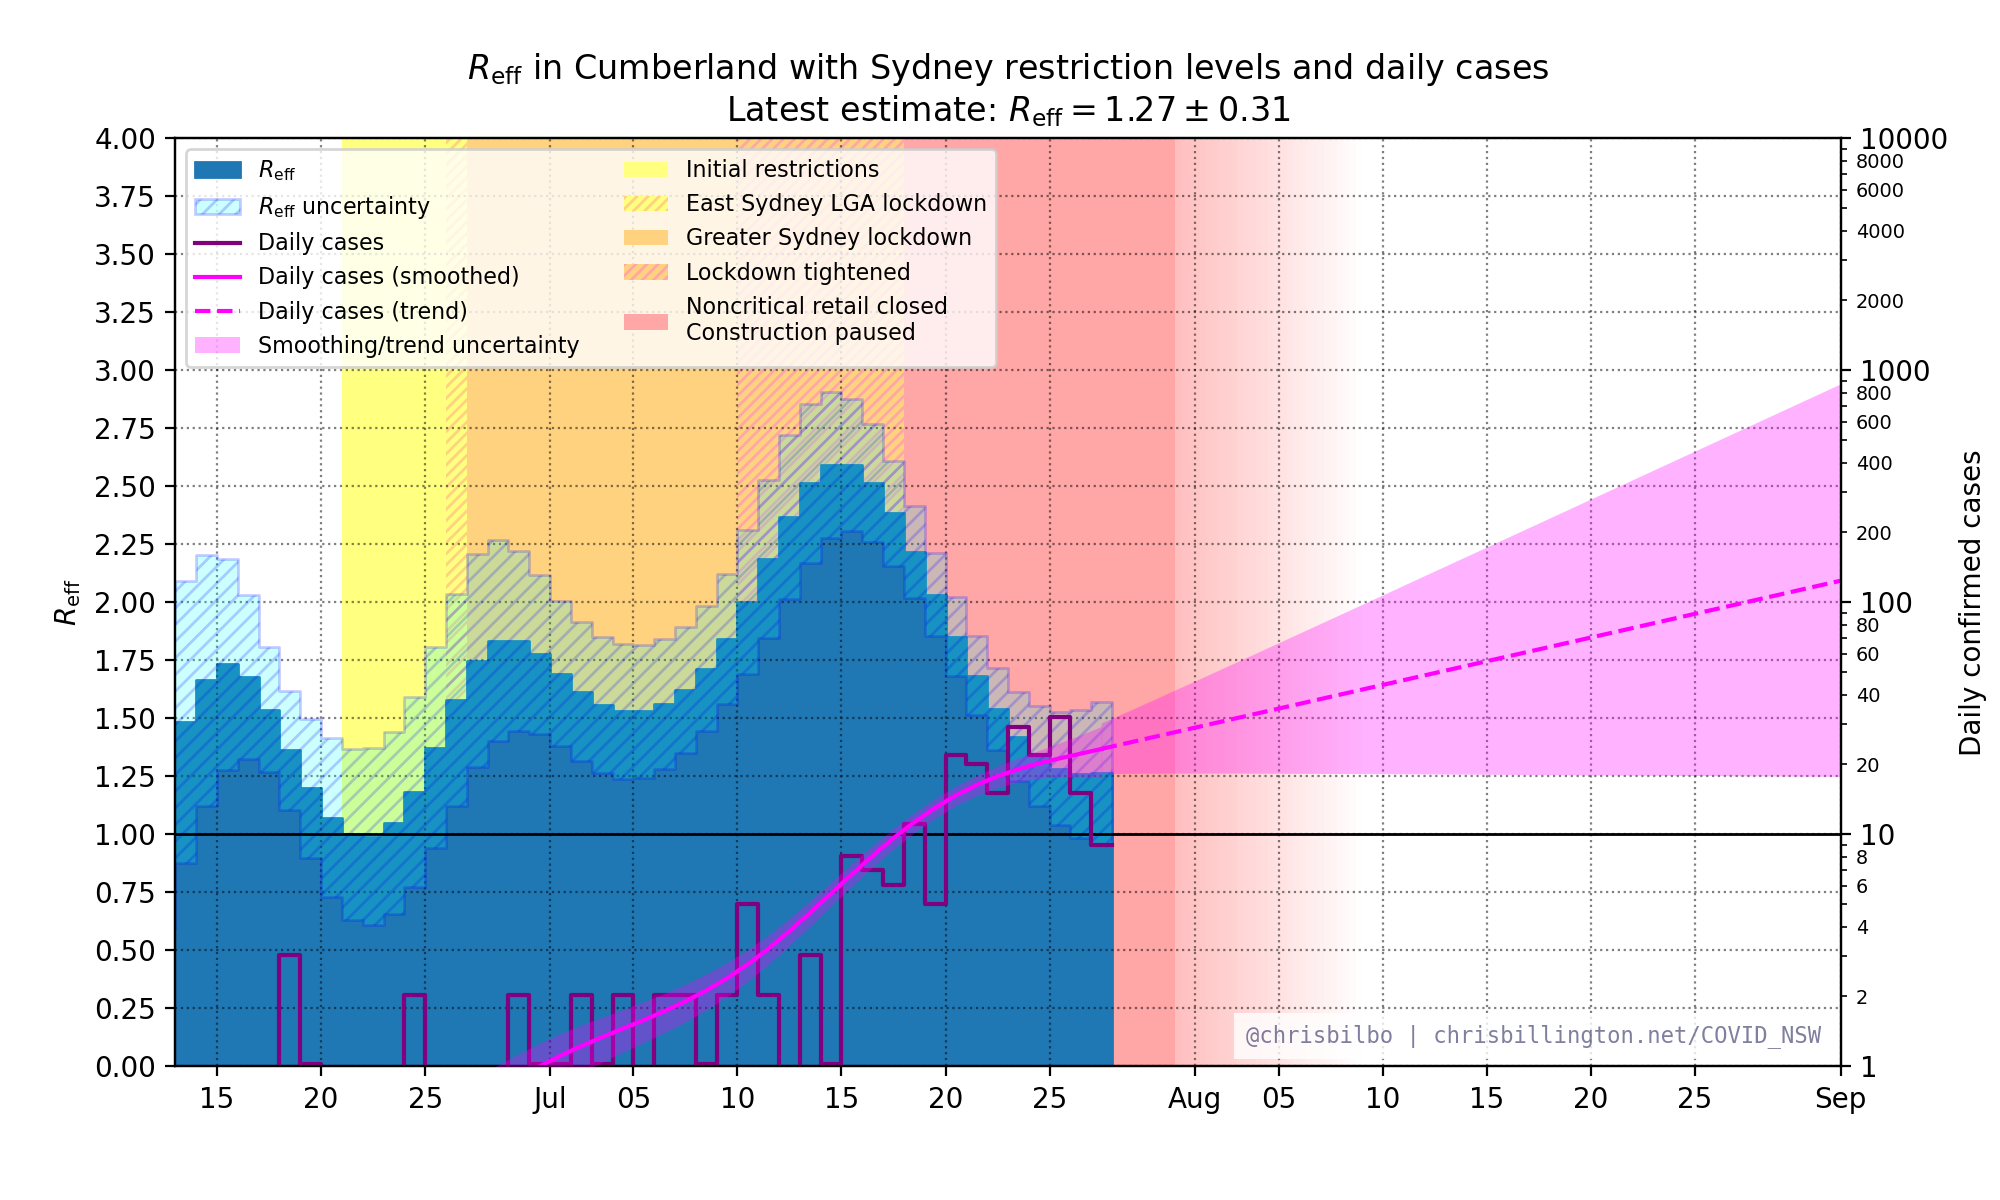 R_eff in Cumberland with Sydney restriction levels and daily cases
Latest estimate: R_eff = 1.27 ± 0.31
R_eff
R_eff uncertainty
Daily cases
Daily cases (smoothed)
Daily cases (trend)
Smoothing/trend uncertainty
Initial restrictions
East Sydney LGA lockdown
Greater Sydney lockdown
Lockdown tightened
Noncritical retail closed
Construction paused
R_eff
4.00
3.75
3.50
3.25
3.00
2.75
2.50
2.25
2.00
1.75
1.50
1.25
1.00
0.75
0.50
0.25
0.00
10000
8000
6000
4000
2000
1000
800
600
400
200
100
80
60
40
20
10
8
6
4
2
1
Daily confirmed cases
@chrisbilbo | chrisbillington.net/COVID_NSW
15 20 25 Jul 05 10 15 20 25 Aug 05 10 15 20 25 Sep